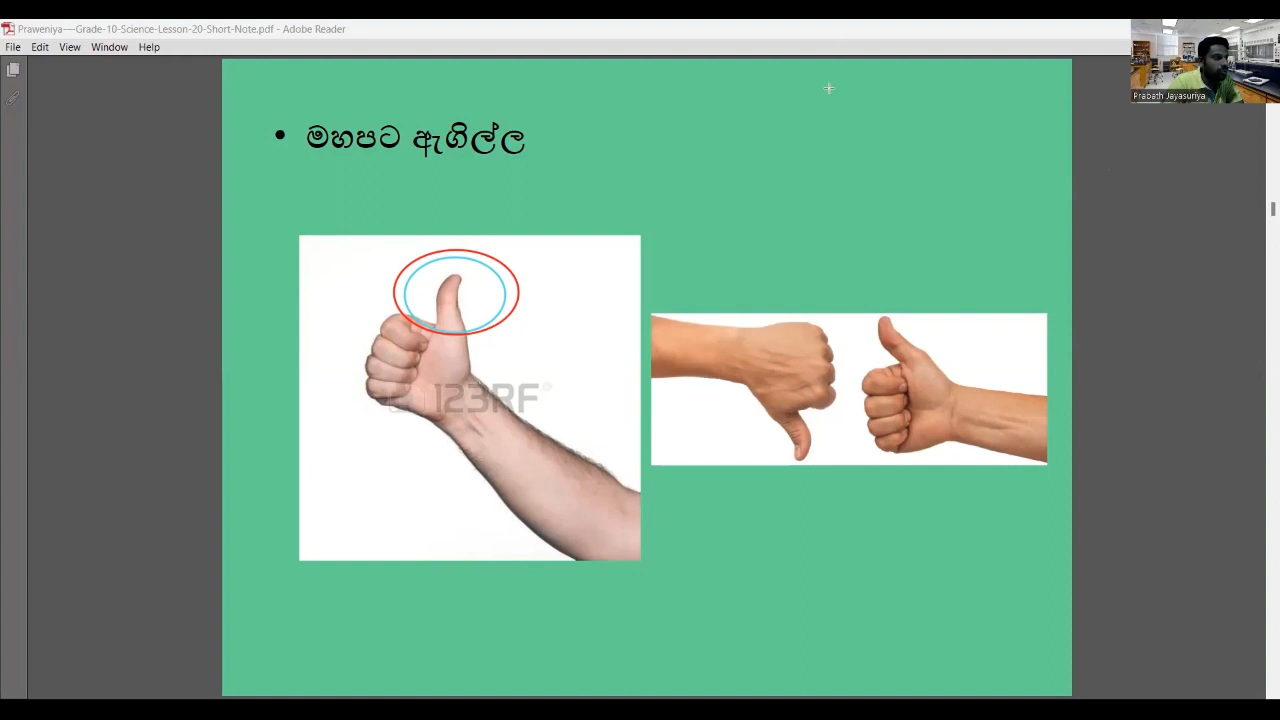 Praweniya----Grade-10-Science-Lesson-20-Short-Note.pdf - Adobe Reader
File Edit View Window Help
Prabath Jayasuriya
• මහපට ඇගිල්ල
123RF